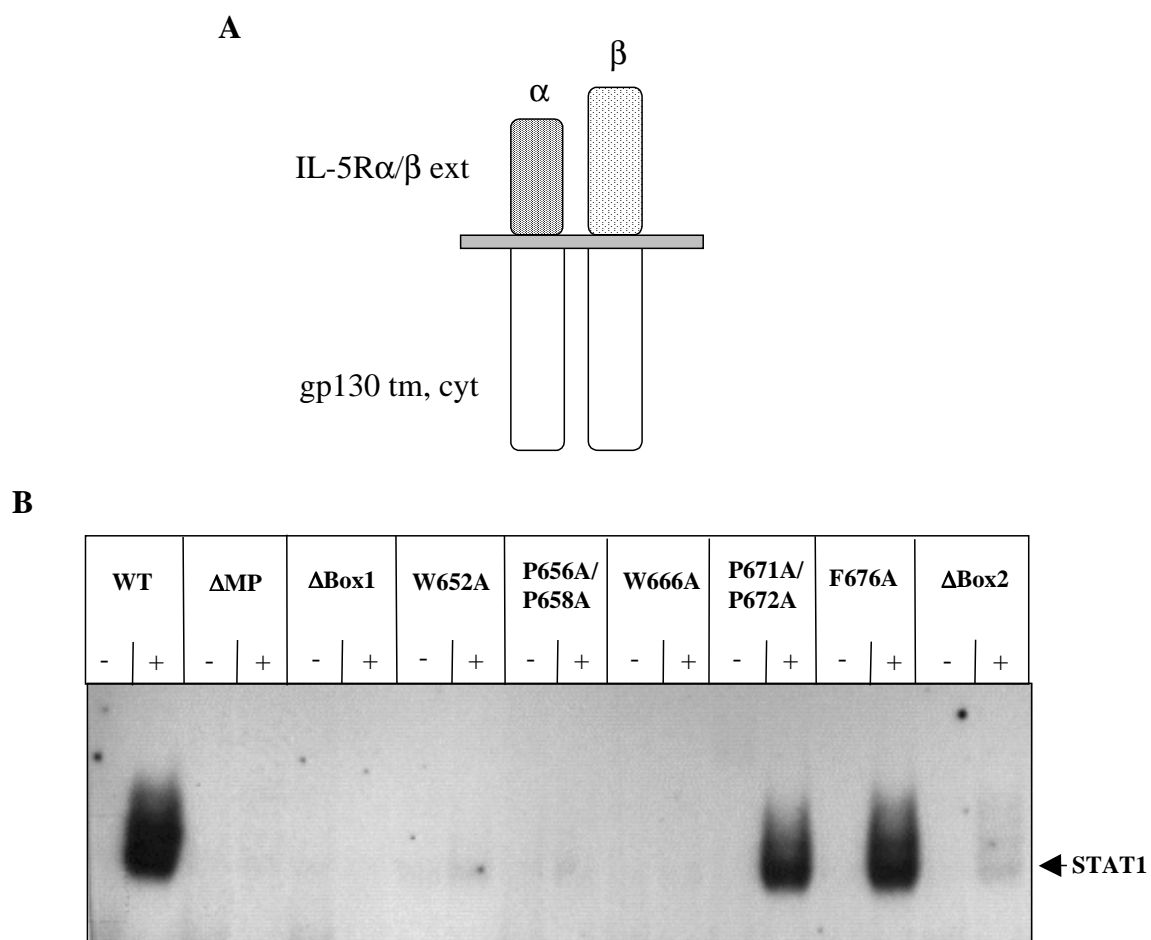 A
β
α
IL-5Rα/β ext
gp130 tm, cyt
B
WT ΔMP ΔBox1 W652A P656A/ P658A W666A P671A/ P672A F676A ΔBox2
- + - + - + - + - + - + - + - + - +
STAT1